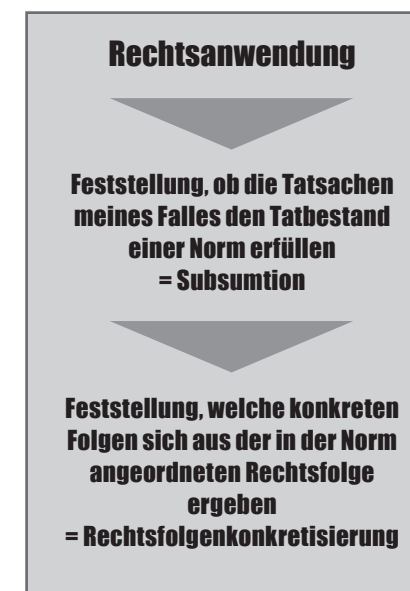 Rechtsanwendung
Feststellung, ob die Tatsachen
meines Falles den Tatbestand
einer Norm erfüllen
= Subsumtion
Feststellung, welche konkreten
Folgen sich aus der in der Norm
angeordneten Rechtsfolge
ergeben
= Rechtsfolgenkonkretisierung